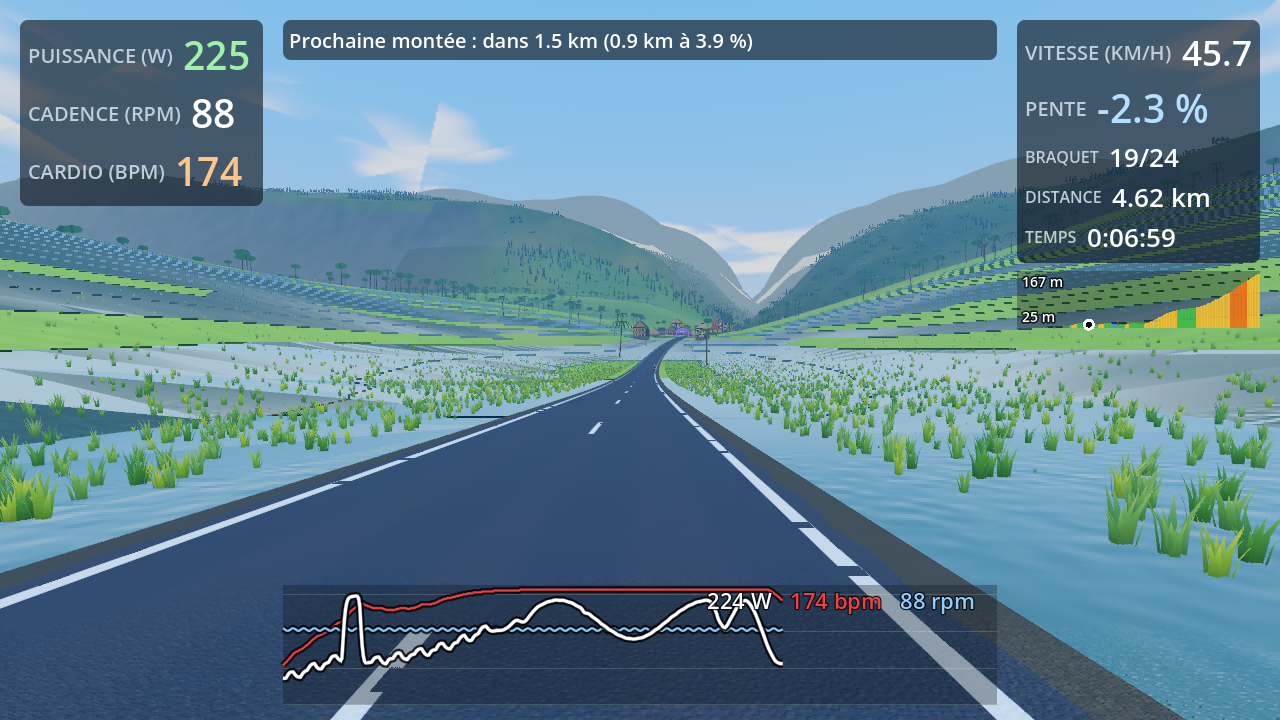 PUISSANCE (W) 225
CADENCE (RPM) 88
CARDIO (BPM) 174
Prochaine montée : dans 1.5 km (0.9 km à 3.9 %)
VITESSE (KM/H) 45.7
PENTE -2.3 %
BRAQUET 19/24
DISTANCE 4.62 km
TEMPS 0:06:59
167 m
25 m
224 W 174 bpm 88 rpm